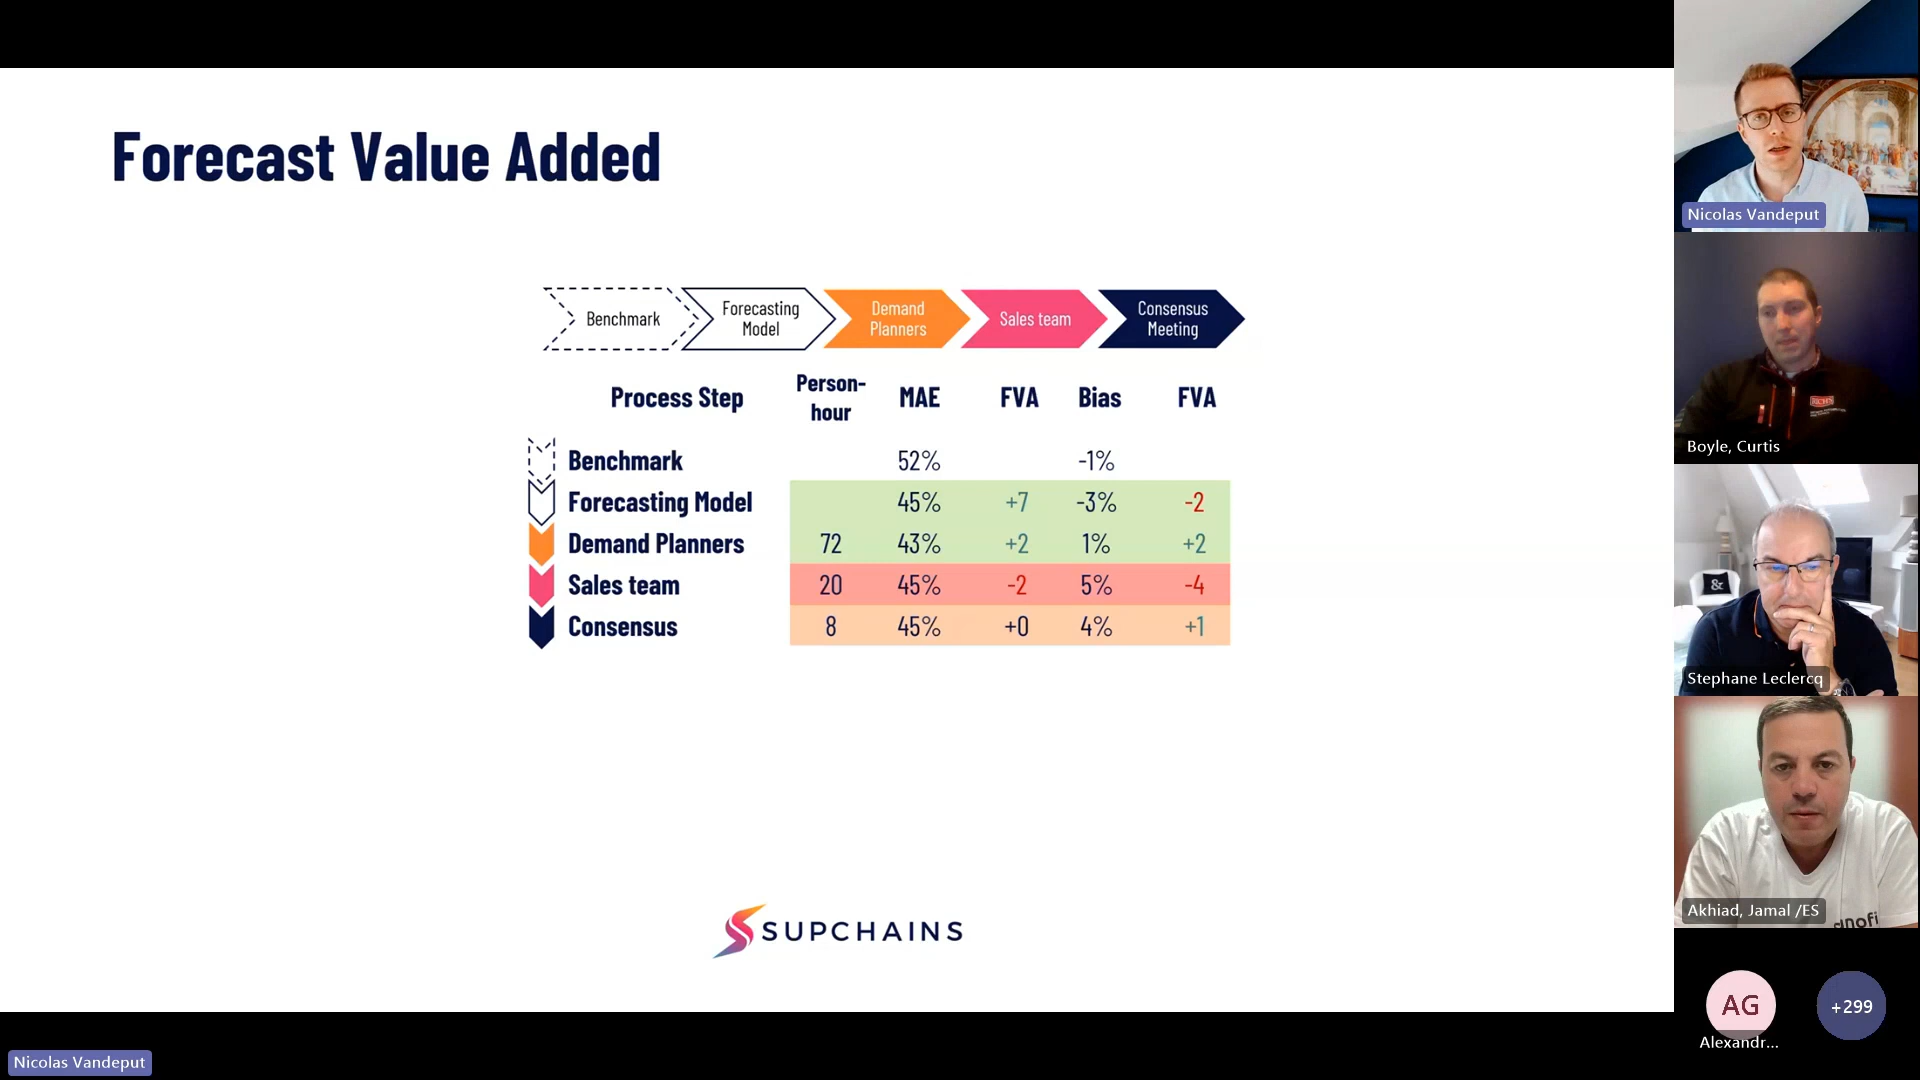 Forecast Value Added
Benchmark
Forecasting
Model
Demand
Planners
Sales team
Consensus
Meeting
Process Step Person-hour MAE FVA Bias FVA
Benchmark 52% -1%
Forecasting Model 45% +7 -3% -2
Demand Planners 72 43% +2 1% +2
Sales team 20 45% -2 5% -4
Consensus 8 45% +0 4% +1
SUPCHAINS
Nicolas Vandeput
Boyle, Curtis
&
Stephane Leclercq
Akhiad, Jamal /ES
anofi
AG
Alexandr...
+299
Nicolas Vandeput